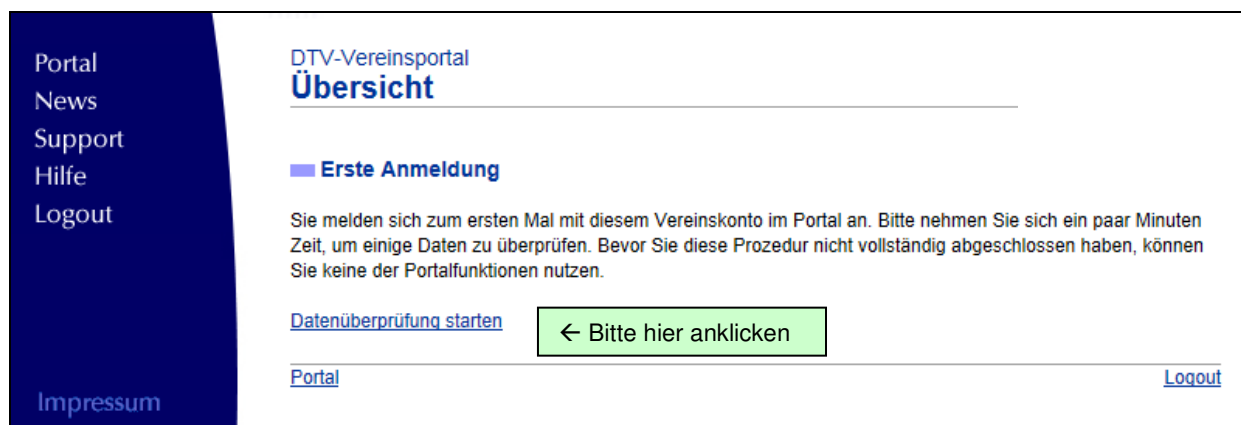 Portal
News
Support
Hilfe
Logout
Impressum
DTV-Vereinsportal
Übersicht
Erste Anmeldung
Sie melden sich zum ersten Mal mit diesem Vereinskonto im Portal an. Bitte nehmen Sie sich ein paar Minuten
Zeit, um einige Daten zu überprüfen. Bevor Sie diese Prozedur nicht vollständig abgeschlossen haben, können
Sie keine der Portalfunktionen nutzen.
Datenüberprüfung starten
← Bitte hier anklicken
Portal
Logout